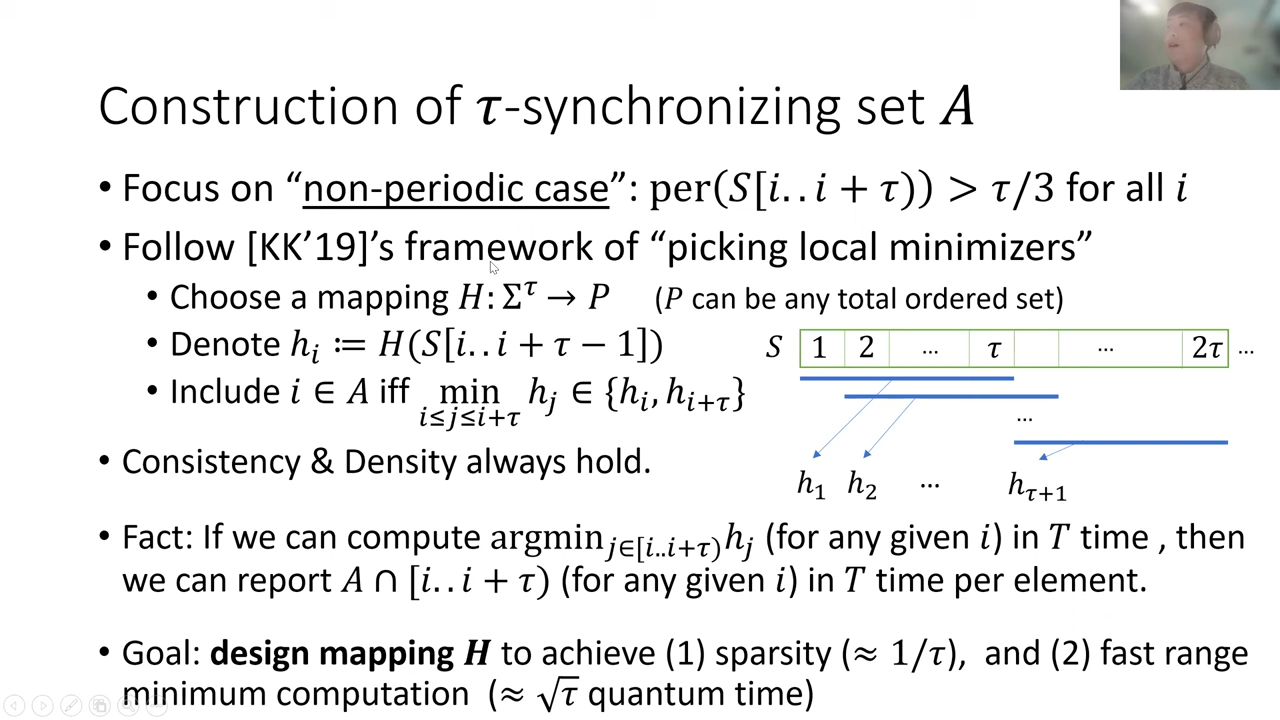 Construction of 𝝉-synchronizing set 𝑨
• Focus on “non-periodic case”: per(𝑆[𝑖. . 𝑖 + 𝜏)) > 𝜏/3 for all 𝑖
• Follow [KK’19]’s framework of “picking local minimizers”
• Choose a mapping 𝐻: Σ^𝜏 → 𝑃 (𝑃 can be any total ordered set)
• Denote ℎ_𝑖 ≔ 𝐻(𝑆[𝑖. . 𝑖 + 𝜏 − 1])
• Include 𝑖 ∈ 𝐴 iff min_{𝑖≤𝑗≤𝑖+𝜏} ℎ_𝑗 ∈ {ℎ_𝑖, ℎ_{𝑖+𝜏}}
𝑆 1 2 … 𝜏 … 2𝜏 …
…
ℎ_1 ℎ_2 … ℎ_{𝜏+1}
• Consistency & Density always hold.
• Fact: If we can compute argmin_{𝑗∈[𝑖..𝑖+𝜏)} ℎ_𝑗 (for any given 𝑖) in 𝑇 time , then
we can report 𝐴 ∩ [𝑖. . 𝑖 + 𝜏) (for any given 𝑖) in 𝑇 time per element.
• Goal: design mapping 𝑯 to achieve (1) sparsity (≈ 1/𝜏), and (2) fast range
minimum computation (≈ √𝜏 quantum time)